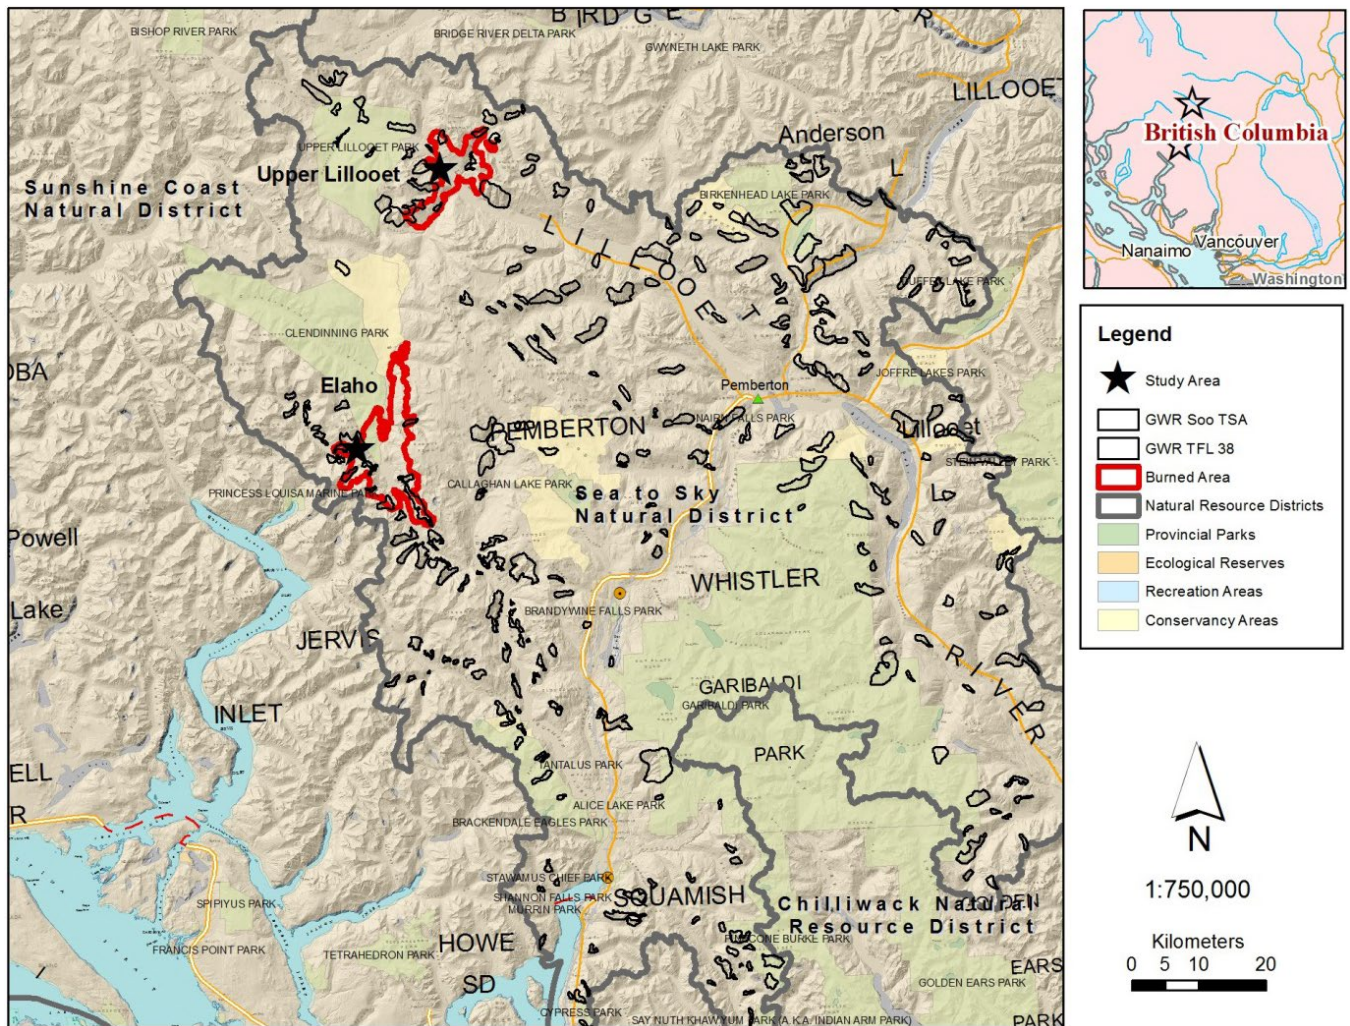 BIRDGE
R
BISHOP RIVER PARK
BRIDGE RIVER DELTA PARK
GWYNETH LAKE PARK
LILLOOET
Anderson
L
UPPER LILLOOET PARK
Upper Lillooet
Sunshine Coast
Natural District
BIRKENHEAD LAKE PARK
LILLOOET
RIVER
CLENDINNING PARK
OBA
Elaho
JOFFRE LAKES PARK
Pemberton
NAIRN FALLS PARK
PEMBERTON
Lillooet
L
STEIN VALLEY PARK
CALLAGHAN LAKE PARK
PRINCESS LOUISA MARINE PA
Sea to Sky
Natural District
Powell
Lake
WHISTLER
BRANDYWINE FALLS PARK
JERVIS
INLET
GARIBALDI
GARIBALDI PARK
PARK
ELL
R
TANTALUS PARK
ALICE LAKE PARK
BRACKENDALE EAGLES PARK
STAWAMUS CHIEF PARK
SHANNON FALLS PARK
MURRIN PARK
SQUAMISH
Chilliwack Natural
Resource District
GOLDEN
SPIPIYUS PARK
FRANCIS POINT PARK
TETRAHEDRON PARK
HOWE
SD
PINECONE BURKE PARK
EARS
GOLDEN EARS PARK
CYPRESS PARK
SAY NUTH KHAW YUM PARK (A.K.A. INDIAN ARM PARK)
PARK
British Columbia
Nanaimo
Vancouver
Washington
Legend
Study Area
GWR Soo TSA
GWR TFL 38
Burned Area
Natural Resource Districts
Provincial Parks
Ecological Reserves
Recreation Areas
Conservancy Areas
N
1:750,000
Kilometers
0 5 10 20